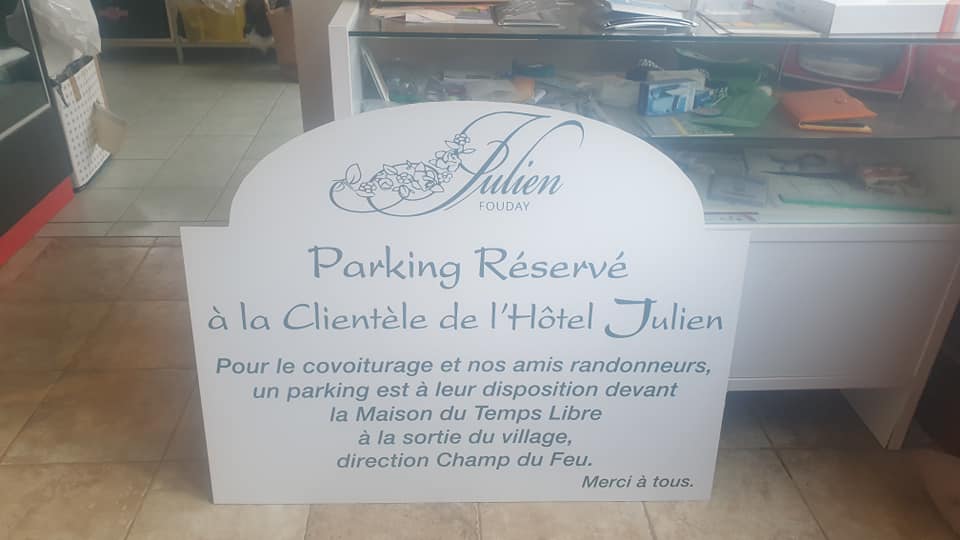 Julien
FOUDAY
Parking Réservé
à la Clientèle de l'Hôtel Julien
Pour le covoiturage et nos amis randonneurs,
un parking est à leur disposition devant
la Maison du Temps Libre
à la sortie du village,
direction Champ du Feu.
Merci à tous.